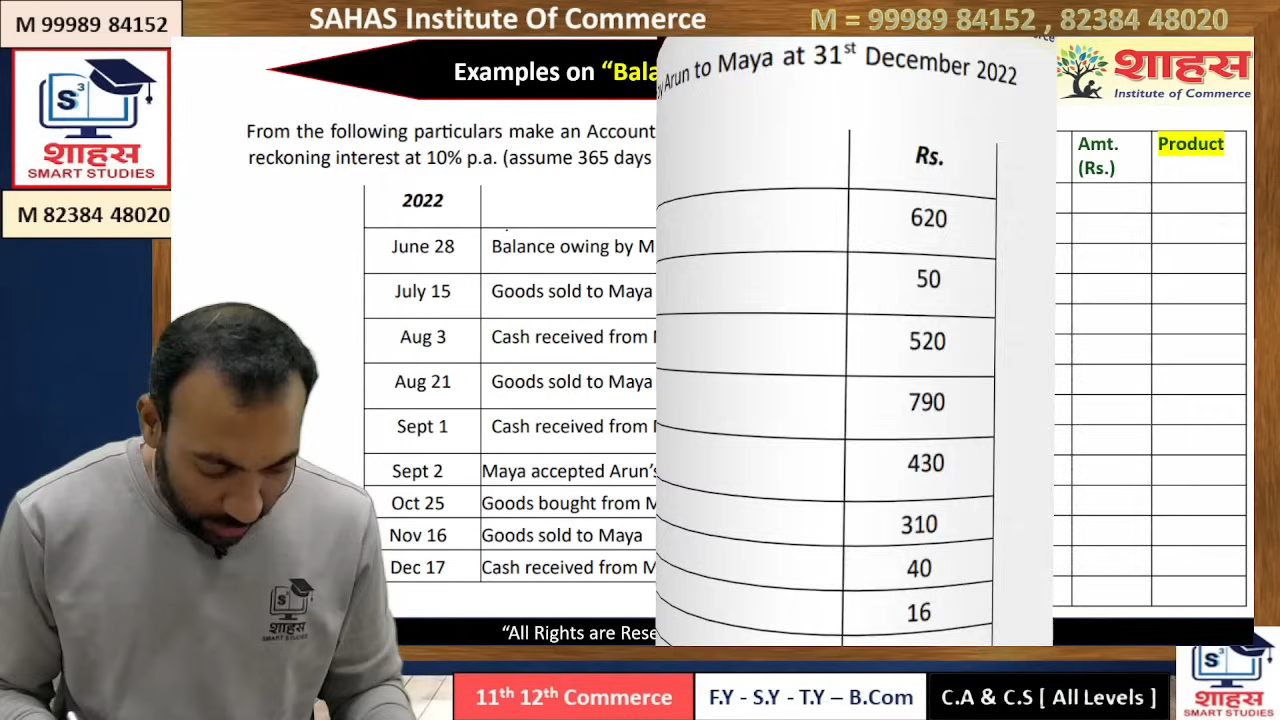 M 99989 84152
SAHAS Institute Of Commerce
M = 99989 84152 , 82384 48020
S³
शाहस
SMART STUDIES
M 82384 48020
Examples on “Bala
शाहस
Institute of Commerce
Arun to Maya at 31st December 2022
From the following particulars make an Account
reckoning interest at 10% p.a. (assume 365 days
Amt. (Rs.) Product
2022 Rs.
June 28 Balance owing by M 620
July 15 Goods sold to Maya 50
Aug 3 Cash received from 520
Aug 21 Goods sold to Maya 790
Sept 1 Cash received from 430
Sept 2 Maya accepted Arun’s 310
Oct 25 Goods bought from M 40
Nov 16 Goods sold to Maya 16
Dec 17 Cash received from M
S³
शाहस
SMART STUDIES
“All Rights are Rese
11th 12th Commerce
F.Y - S.Y - T.Y – B.Com
C.A & C.S [ All Levels ]
S³
शाहस
SMART STUDIES